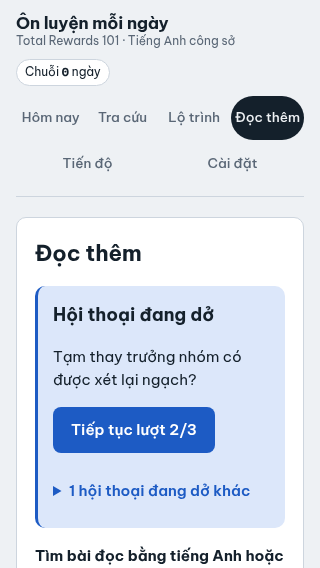 Ôn luyện mỗi ngày
Total Rewards 101 · Tiếng Anh công sở
Chuỗi 0 ngày
Hôm nay
Tra cứu
Lộ trình
Đọc thêm
Tiến độ
Cài đặt
Đọc thêm
Hội thoại đang dở
Tạm thay trưởng nhóm có
được xét lại ngạch?
Tiếp tục lượt 2/3
1 hội thoại đang dở khác
Tìm bài đọc bằng tiếng Anh hoặc